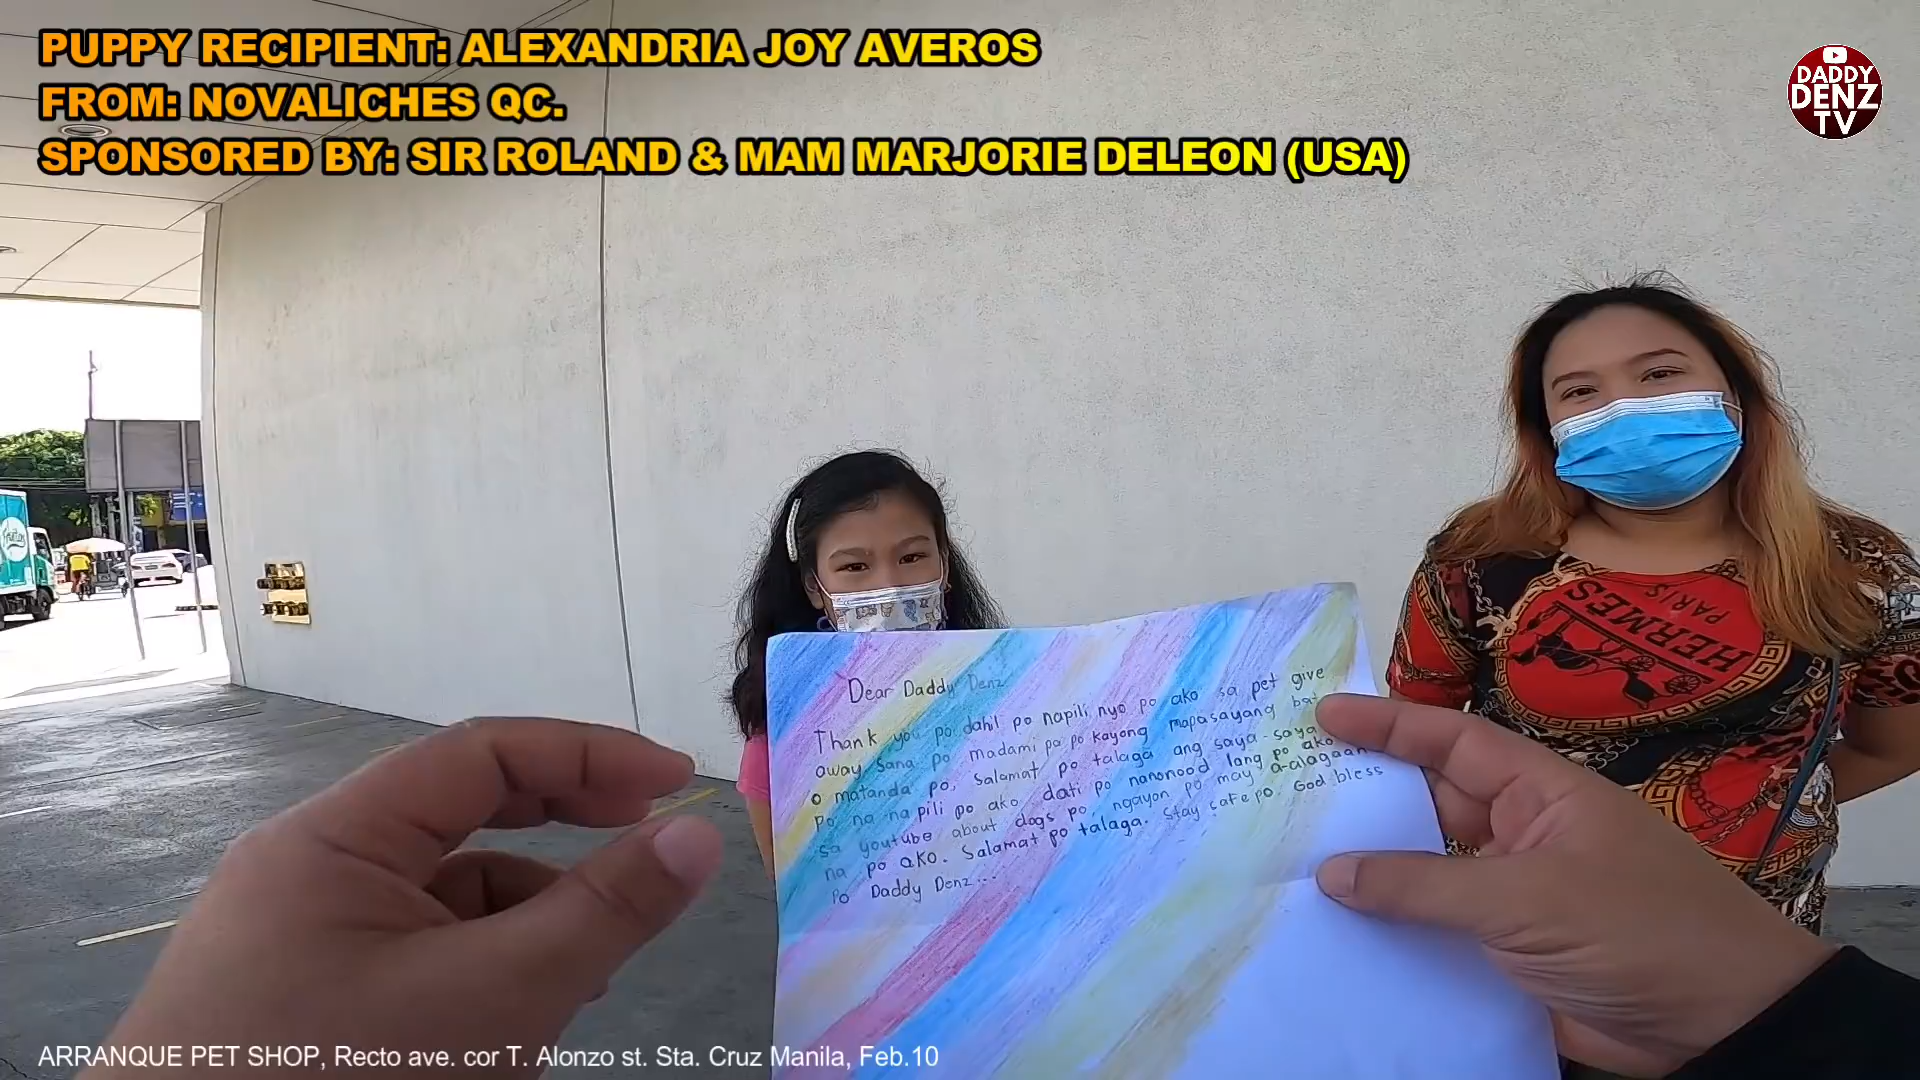 PUPPY RECIPIENT: ALEXANDRIA JOY AVEROS
FROM: NOVALICHES QC.
SPONSORED BY: SIR ROLAND & MAM MARJORIE DELEON (USA)
DADDY
DENZ
TV
HERMES
PARIS
Dear Daddy Denz
Thank you po dahil po napili nyo po ako sa pet give
away, sana po madami pa po kayong mapasayang bat
o matanda po, salamat po talaga ang saya-saya
po na na pili po ako dati po nanonood lang po ako
sa youtube about dogs po, ngayon po may a-alagaan
na po ako. Salamat po talaga. Stay safe po. God bless
Po Daddy Denz...
ARRANQUE PET SHOP, Recto ave. cor T. Alonzo st. Sta. Cruz Manila, Feb.10